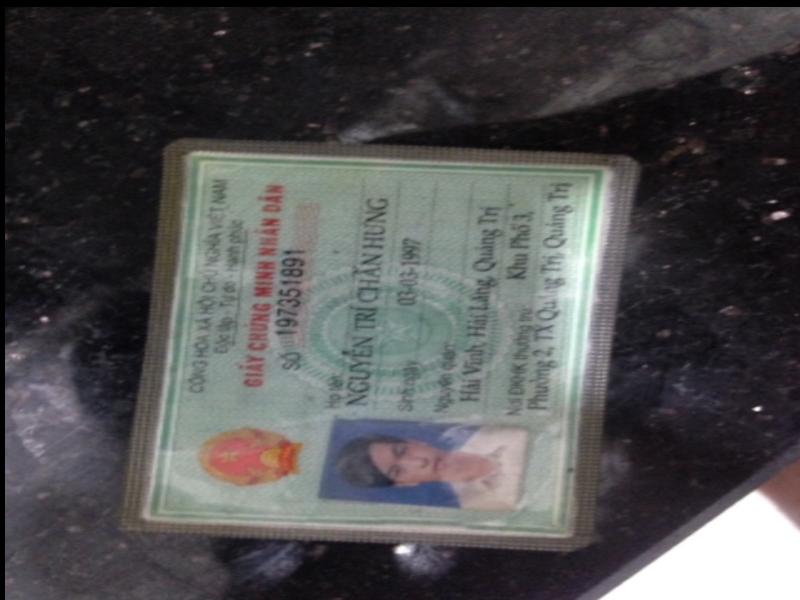 CỘNG HÒA XÃ HỘI CHỦ NGHĨA VIỆT NAM
Độc lập - Tự do - Hạnh phúc
GIẤY CHỨNG MINH NHÂN DÂN
SỐ 197351891
Họ tên:
NGUYỄN TRÍ CHẤN HƯNG
Sinh ngày 03-03-1997
Nguyên quán:
Hải Vĩnh, Hải Lăng, Quảng Trị
Nơi ĐKHK thường trú: Khu Phố 3,
Phường 2, TX Quảng Trị, Quảng Trị